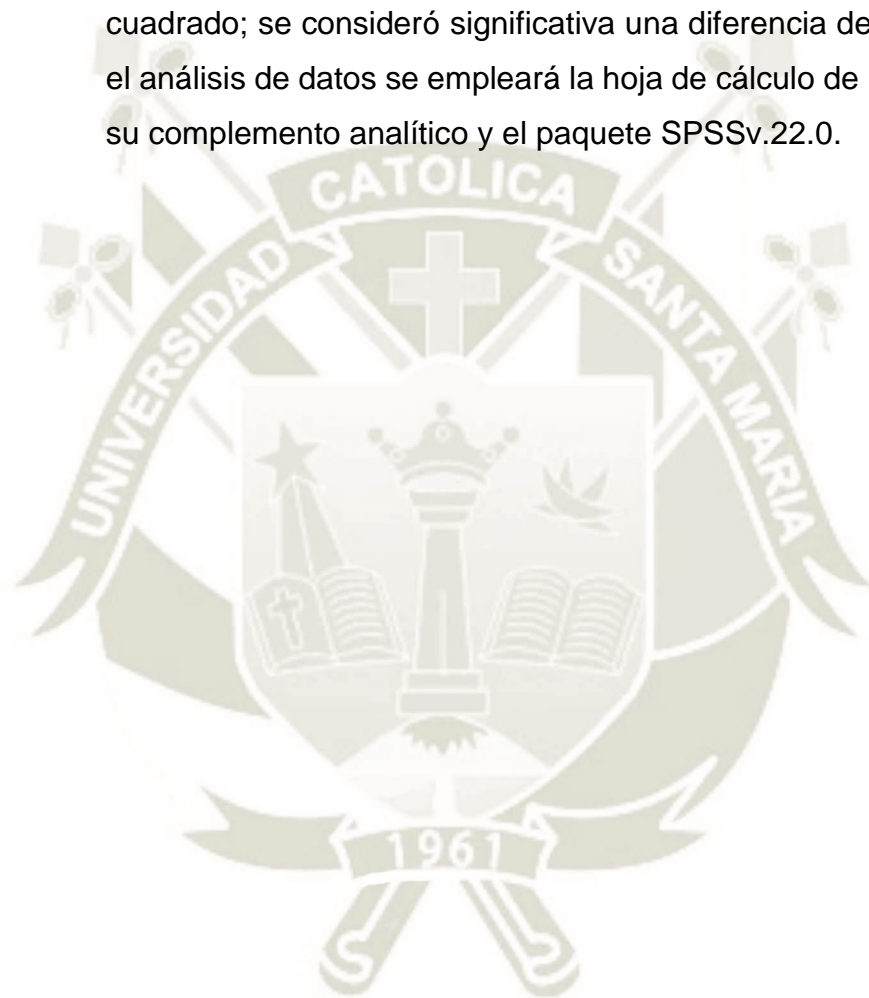 cuadrado; se consideró significativa una diferencia de
el análisis de datos se empleará la hoja de cálculo de
su complemento analítico y el paquete SPSSv.22.0.
UNIVERSIDAD CATOLICA SANTA MARIA
1961